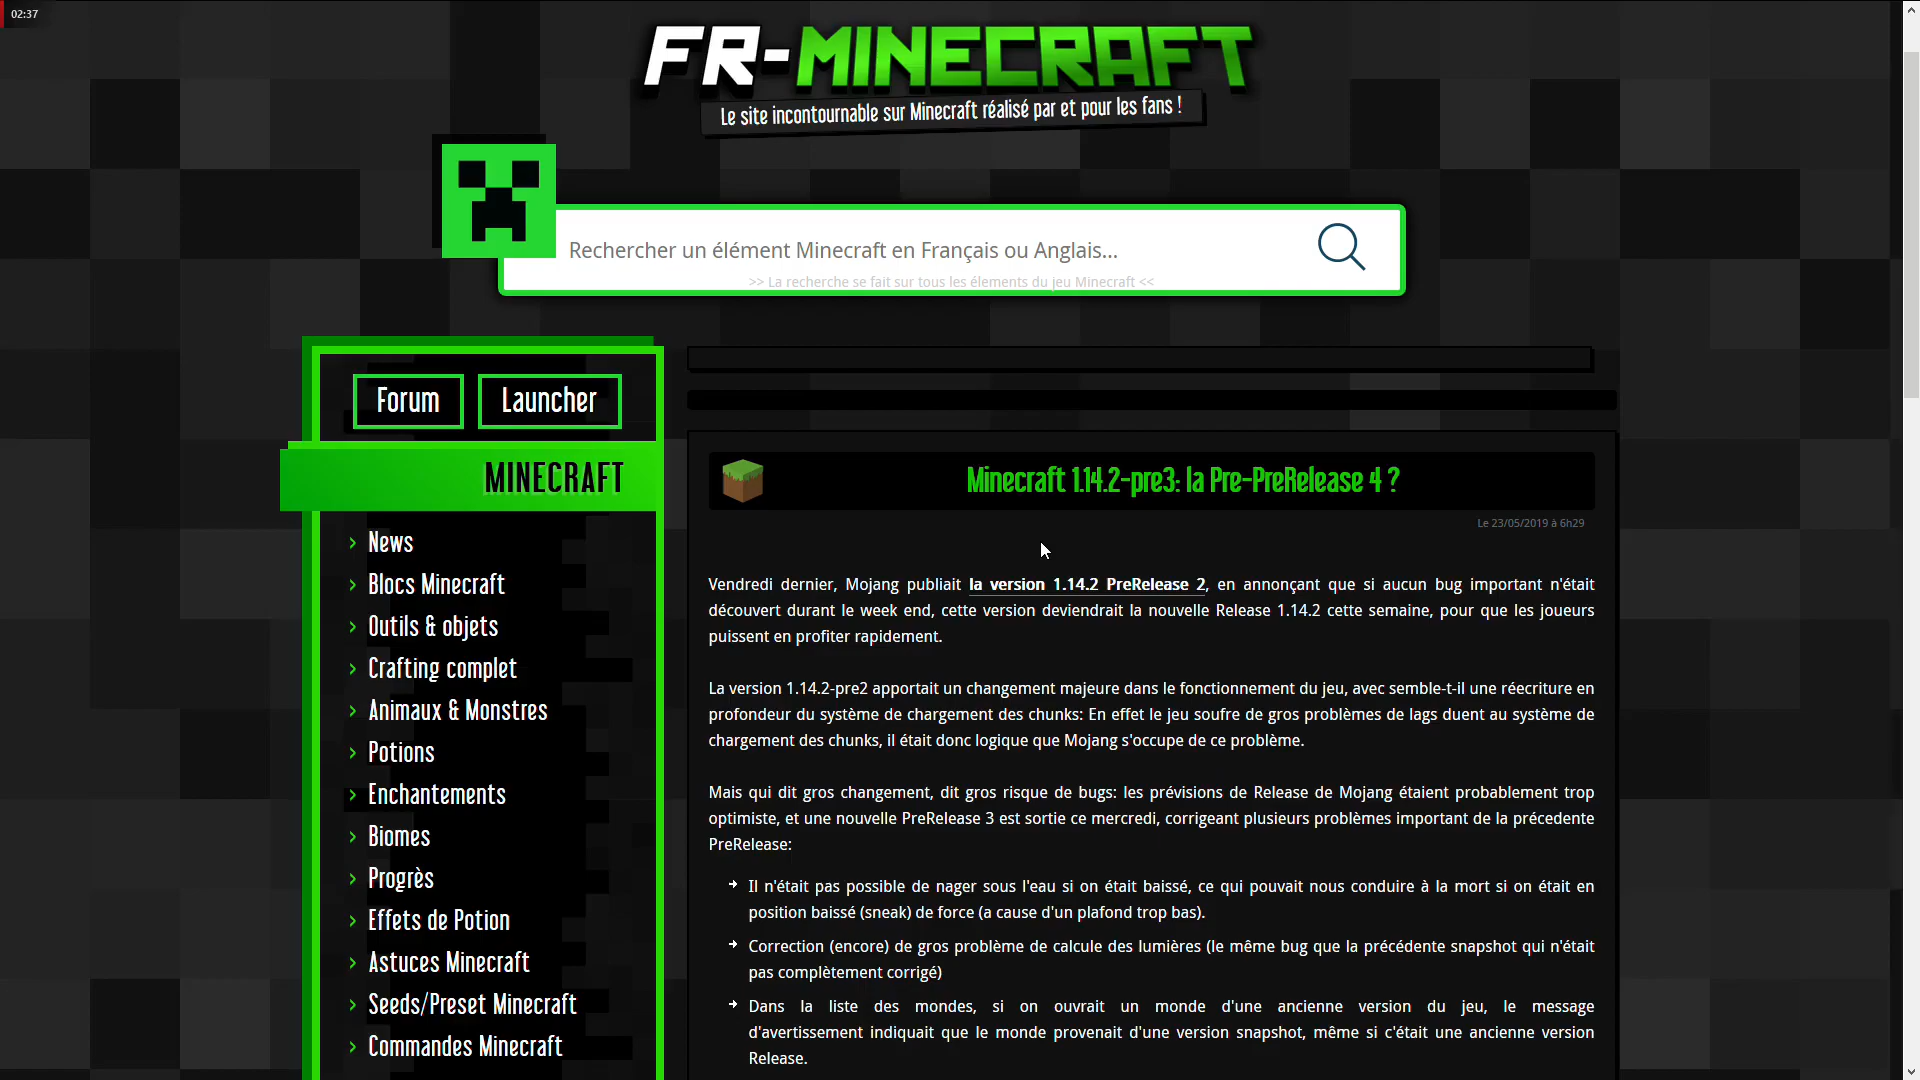 02:37
FR-MINECRAFT
Le site incontournable sur Minecraft réalisé par et pour les fans !
Rechercher un élément Minecraft en Français ou Anglais...
>> La recherche se fait sur tous les élements du jeu Minecraft <<
Forum
Launcher
MINECRAFT
> News
> Blocs Minecraft
> Outils & objets
> Crafting complet
> Animaux & Monstres
> Potions
> Enchantements
> Biomes
> Progrès
> Effets de Potion
> Astuces Minecraft
> Seeds/Preset Minecraft
> Commandes Minecraft
Minecraft 1.14.2-pre3: la Pre-PreRelease 4 ?
Le 23/05/2019 à 6h29
Vendredi dernier, Mojang publiait la version 1.14.2 PreRelease 2, en annonçant que si aucun bug important n'était
découvert durant le week end, cette version deviendrait la nouvelle Release 1.14.2 cette semaine, pour que les joueurs
puissent en profiter rapidement.
La version 1.14.2-pre2 apportait un changement majeure dans le fonctionnement du jeu, avec semble-t-il une réecriture en
profondeur du système de chargement des chunks: En effet le jeu soufre de gros problèmes de lags duent au système de
chargement des chunks, il était donc logique que Mojang s'occupe de ce problème.
Mais qui dit gros changement, dit gros risque de bugs: les prévisions de Release de Mojang étaient probablement trop
optimiste, et une nouvelle PreRelease 3 est sortie ce mercredi, corrigeant plusieurs problèmes important de la précedente
PreRelease:
Il n'était pas possible de nager sous l'eau si on était baissé, ce qui pouvait nous conduire à la mort si on était en
position baissé (sneak) de force (a cause d'un plafond trop bas).
Correction (encore) de gros problème de calcule des lumières (le même bug que la précédente snapshot qui n'était
pas complètement corrigé)
Dans la liste des mondes, si on ouvrait un monde d'une ancienne version du jeu, le message
d'avertissement indiquait que le monde provenait d'une version snapshot, même si c'était une ancienne version
Release.